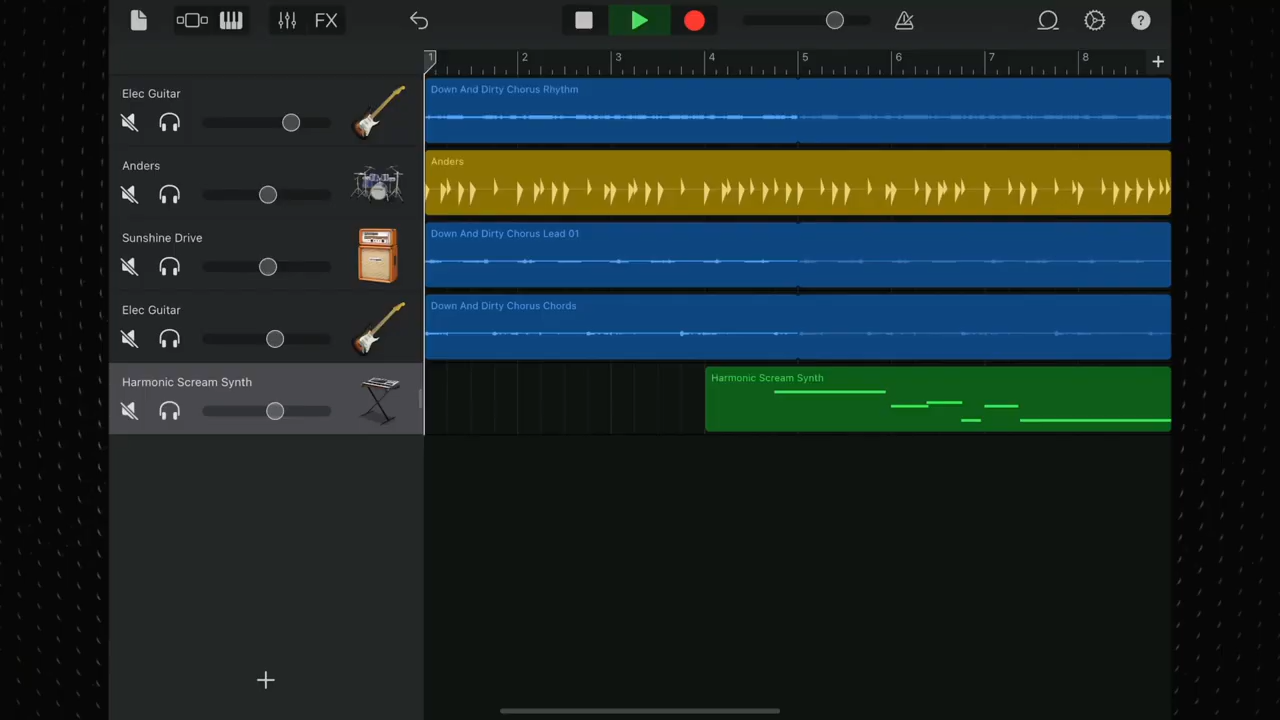 FX
?
1 2 3 4 5 6 7 8
+
Elec Guitar
Down And Dirty Chorus Rhythm
Anders
Anders
Sunshine Drive
Down And Dirty Chorus Lead 01
Elec Guitar
Down And Dirty Chorus Chords
Harmonic Scream Synth
Harmonic Scream Synth
+